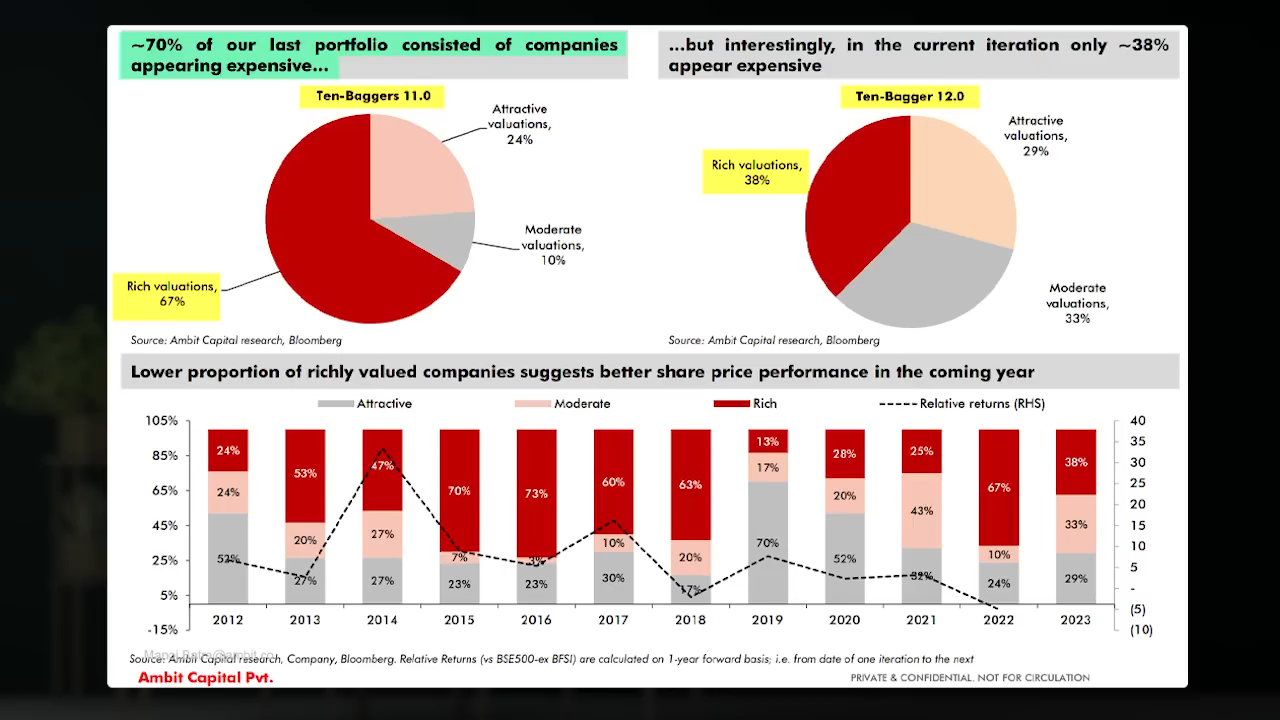 ~70% of our last portfolio consisted of companies
appearing expensive...
...but interestingly, in the current iteration only ~38%
appear expensive
Ten-Baggers 11.0
Attractive
valuations,
24%
Moderate
valuations,
10%
Rich valuations,
67%
Source: Ambit Capital research, Bloomberg
Ten-Bagger 12.0
Attractive
valuations,
29%
Rich valuations,
38%
Moderate
valuations,
33%
Source: Ambit Capital research, Bloomberg
Lower proportion of richly valued companies suggests better share price performance in the coming year
Attractive Moderate Rich Relative returns (RHS)
105%
85%
65%
45%
25%
5%
-15%
24% 53% 47% 70% 73% 60% 63% 13% 28% 25% 67% 38%
24% 20% 27% 7% 3% 10% 20% 17% 20% 43% 10% 33%
52% 27% 27% 23% 23% 30% 17% 70% 52% 32% 24% 29%
2012 2013 2014 2015 2016 2017 2018 2019 2020 2021 2022 2023
40
35
30
25
20
15
10
5
-
(5)
(10)
Source: Ambit Capital research, Company, Bloomberg. Relative Returns (vs BSE500-ex BFSI) are calculated on 1-year forward basis; i.e. from date of one iteration to the next
Ambit Capital Pvt.
PRIVATE & CONFIDENTIAL. NOT FOR CIRCULATION